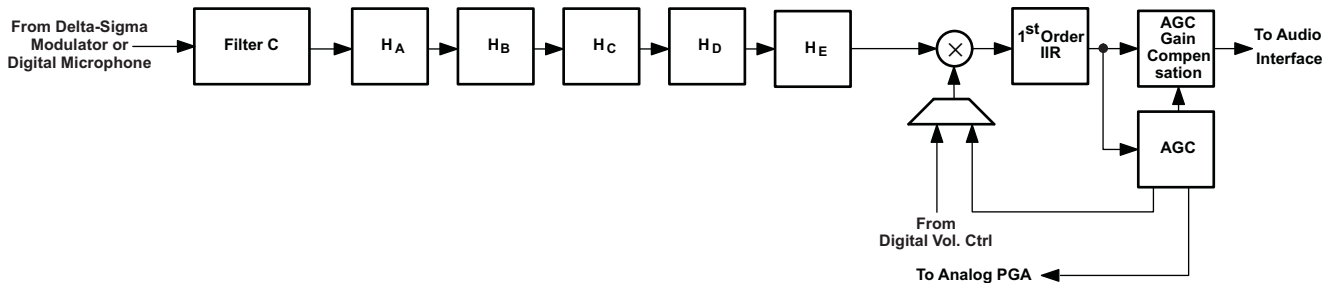 From Delta-Sigma
Modulator or
Digital Microphone
Filter C
HA
HB
HC
HD
HE
×
1st Order
IIR
AGC
Gain
Compen
sation
To Audio
Interface
AGC
From
Digital Vol. Ctrl
To Analog PGA